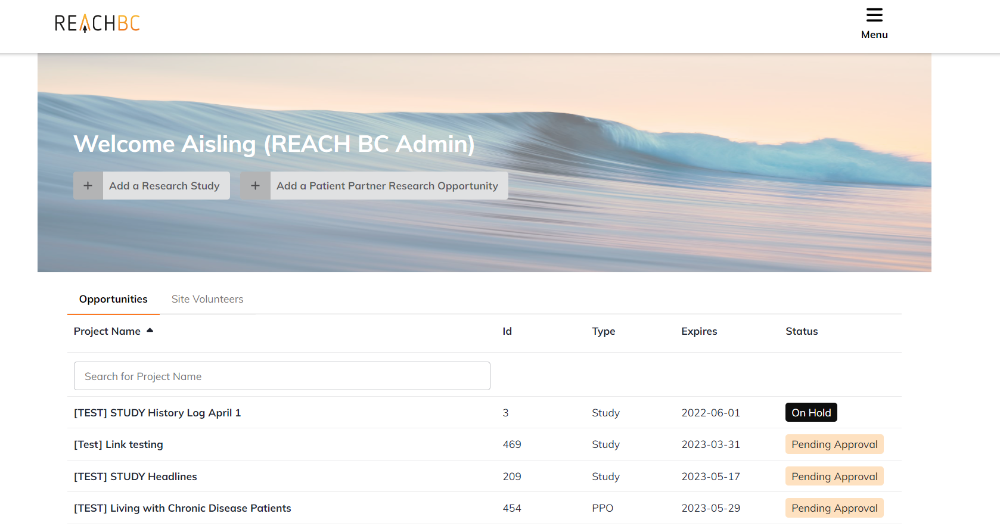 REACHBC
Menu
Welcome Aisling (REACH BC Admin)
+ Add a Research Study + Add a Patient Partner Research Opportunity
Opportunities Site Volunteers
Project Name Id Type Expires Status
Search for Project Name
[TEST] STUDY History Log April 1 3 Study 2022-06-01 On Hold
[Test] Link testing 469 Study 2023-03-31 Pending Approval
[TEST] STUDY Headlines 209 Study 2023-05-17 Pending Approval
[TEST] Living with Chronic Disease Patients 454 PPO 2023-05-29 Pending Approval